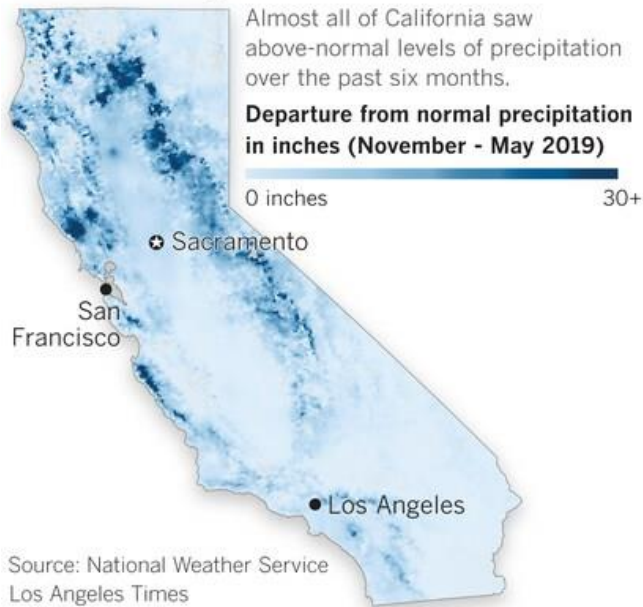 Almost all of California saw
above-normal levels of precipitation
over the past six months.
Departure from normal precipitation
in inches (November - May 2019)
0 inches
30+
Sacramento
San
Francisco
Los Angeles
Source: National Weather Service
Los Angeles Times